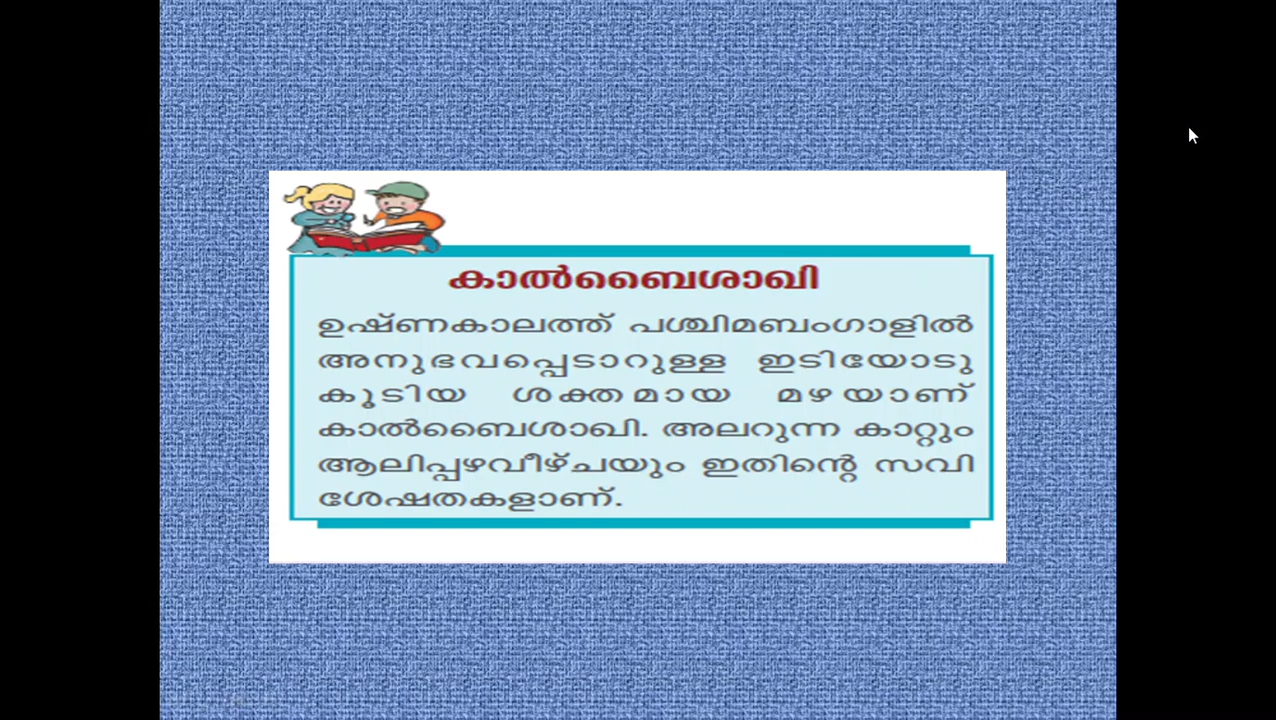 കാൽബൈശാഖി
ഉഷ്ണകാലത്ത് പശ്ചിമബംഗാളിൽ
അനുഭവപ്പെടാറുള്ള ഇടിയോടു
കൂടിയ ശക്തമായ മഴയാണ്
കാൽബൈശാഖി. അലറുന്ന കാറ്റും
ആലിപ്പഴവീഴ്ചയും ഇതിന്റെ സവി
ശേഷതകളാണ്.